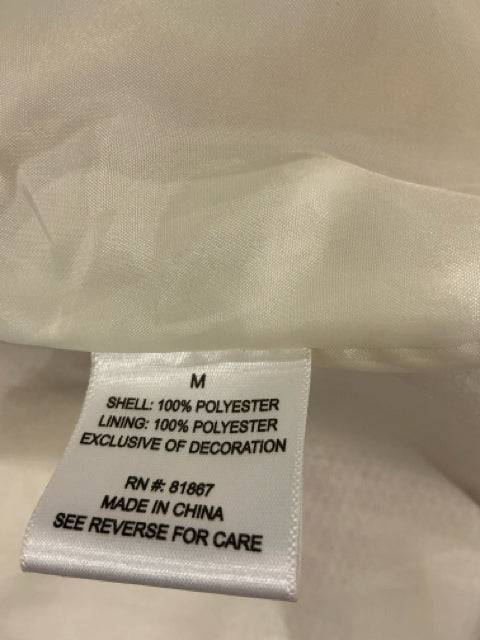 M
SHELL: 100% POLYESTER
LINING: 100% POLYESTER
EXCLUSIVE OF DECORATION
RN #: 81867
MADE IN CHINA
SEE REVERSE FOR CARE